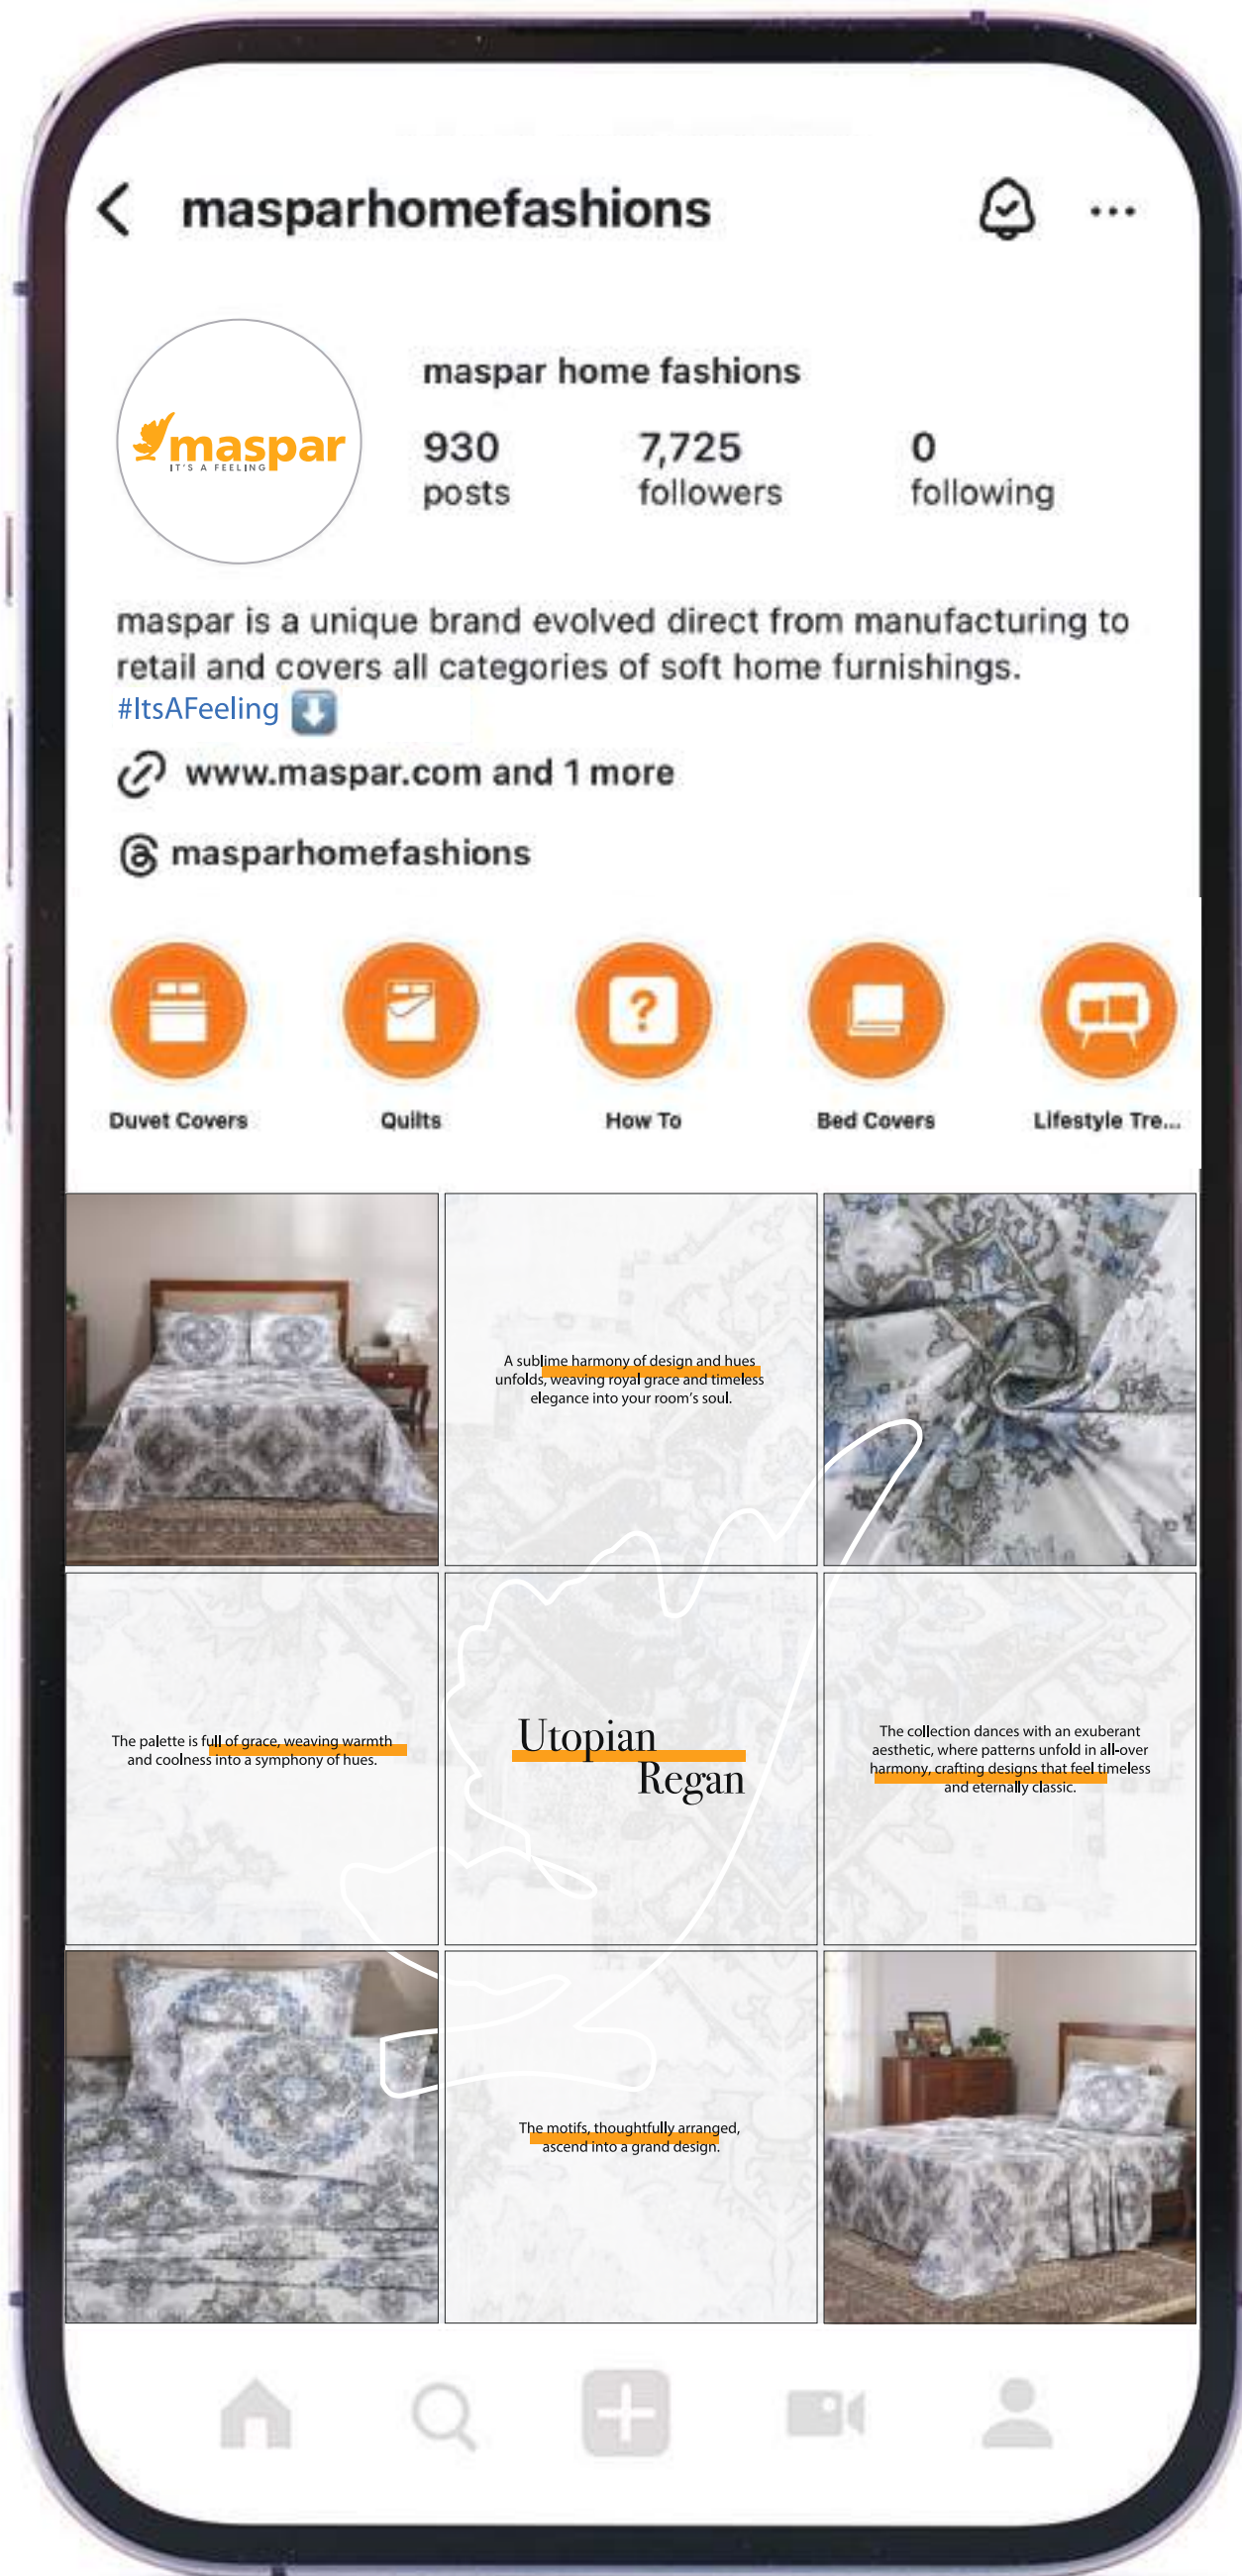 masparhomefashions
maspar
IT'S A FEELING
maspar home fashions
930
posts
7,725
followers
0
following
maspar is a unique brand evolved direct from manufacturing to
retail and covers all categories of soft home furnishings.
#ItsAFeeling
www.maspar.com and 1 more
masparhomefashions
?
Duvet Covers
Quilts
How To
Bed Covers
Lifestyle Tre...
A sublime harmony of design and hues
unfolds, weaving royal grace and timeless
elegance into your room's soul.
The palette is full of grace, weaving warmth
and coolness into a symphony of hues.
Utopian
Regan
The collection dances with an exuberant
aesthetic, where patterns unfold in all-over
harmony, crafting designs that feel timeless
and eternally classic.
The motifs, thoughtfully arranged,
ascend into a grand design.